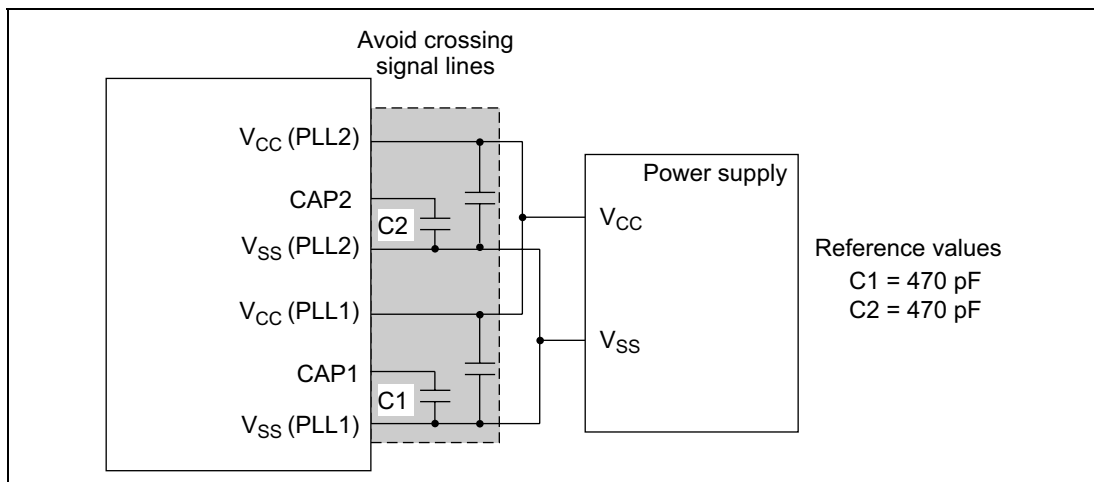 Avoid crossing
signal lines
VCC (PLL2)
CAP2
C2
VSS (PLL2)
VCC (PLL1)
CAP1
C1
VSS (PLL1)
Power supply
VCC
VSS
Reference values
C1 = 470 pF
C2 = 470 pF